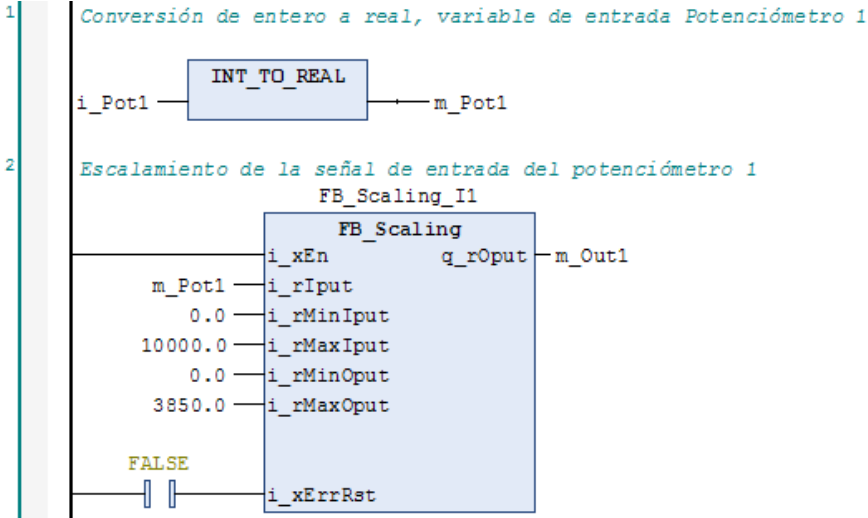 1
Conversión de entero a real, variable de entrada Potenciómetro 1
INT_TO_REAL
i_Pot1 m_Pot1
2
Escalamiento de la señal de entrada del potenciómetro 1
FB_Scaling_I1
FB_Scaling
i_xEn q_rOput m_Out1
m_Pot1 i_rIput
0.0 i_rMinIput
10000.0 i_rMaxIput
0.0 i_rMinOput
3850.0 i_rMaxOput
FALSE
i_xErrRst